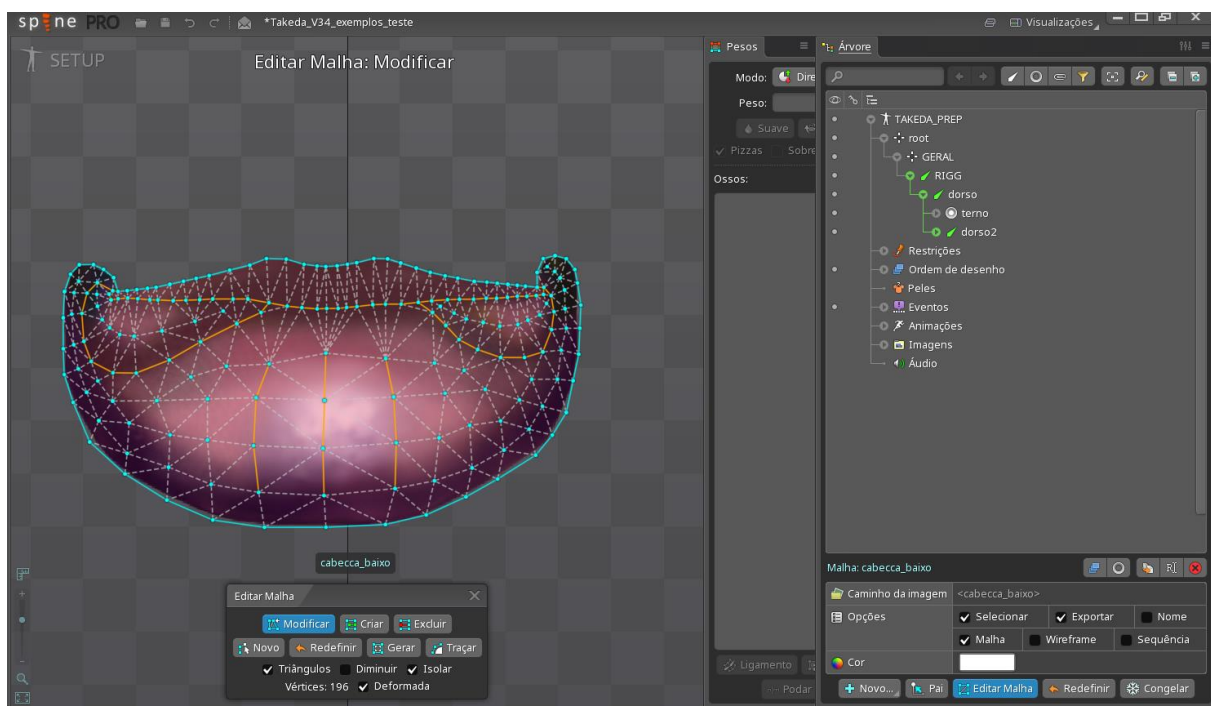 spine PRO *Takeda_V34_exemplos_teste Visualizações
SETUP
Editar Malha: Modificar
cabecca_baixo
Editar Malha
Modificar Criar Excluir
Novo Redefinir Gerar Traçar
Triângulos Diminuir Isolar
Vértices: 196 Deformada
Pesos
Modo: Dire
Peso:
Suave
Pizzas Sobre
Ossos:
Ligamento
Podar
Árvore
TAKEDA_PREP
root
GERAL
RIGG
dorso
terno
dorso2
Restrições
Ordem de desenho
Peles
Eventos
Animações
Imagens
Áudio
Malha: cabecca_baixo
Caminho da imagem <cabecca_baixo>
Opções Selecionar Exportar Nome
Malha Wireframe Sequência
Cor
Novo... Pai Editar Malha Redefinir Congelar